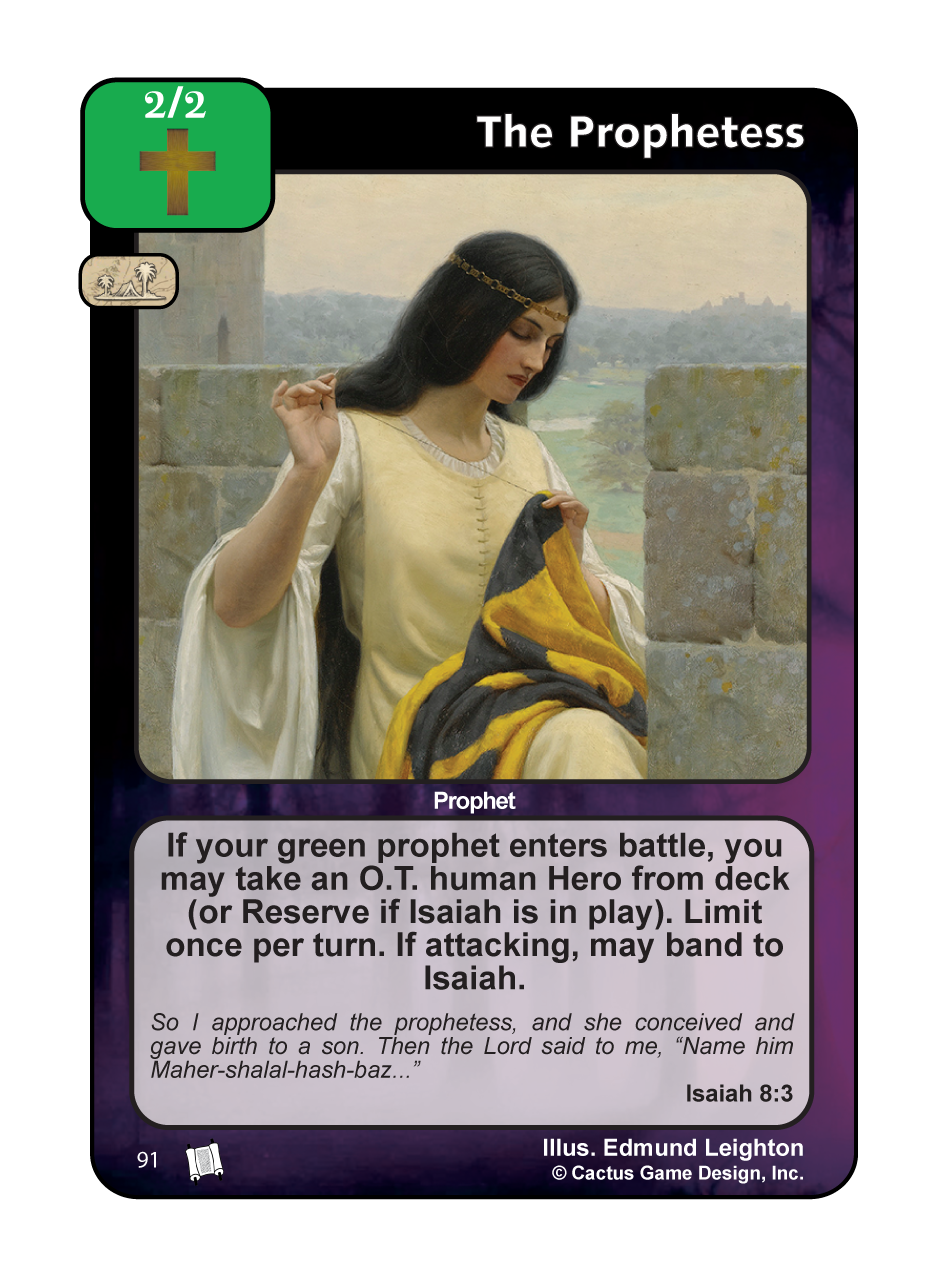 2/2
The Prophetess
Prophet
If your green prophet enters battle, you
may take an O.T. human Hero from deck
(or Reserve if Isaiah is in play). Limit
once per turn. If attacking, may band to
Isaiah.
So I approached the prophetess, and she conceived and
gave birth to a son. Then the Lord said to me, “Name him
Maher-shalal-hash-baz...”
Isaiah 8:3
91
Illus. Edmund Leighton
© Cactus Game Design, Inc.